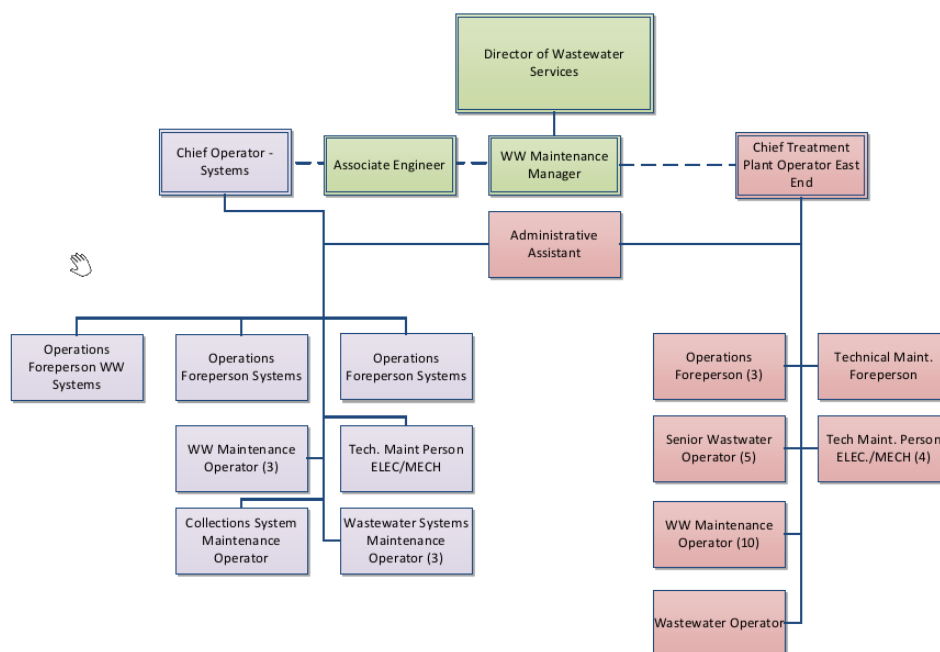 Director of Wastewater
Services
Chief Operator -
Systems
Associate Engineer
WW Maintenance
Manager
Chief Treatment
Plant Operator East
End
Administrative
Assistant
Operations
Foreperson WW
Systems
Operations
Foreperson Systems
Operations
Foreperson Systems
Operations
Foreperson (3)
Technical Maint.
Foreperson
WW Maintenance
Operator (3)
Tech. Maint Person
ELEC/MECH
Senior Wastwater
Operator (5)
Tech Maint. Person
ELEC./MECH (4)
Collections System
Maintenance
Operator
Wastewater Systems
Maintenance
Operator (3)
WW Maintenance
Operator (10)
Wastewater Operator